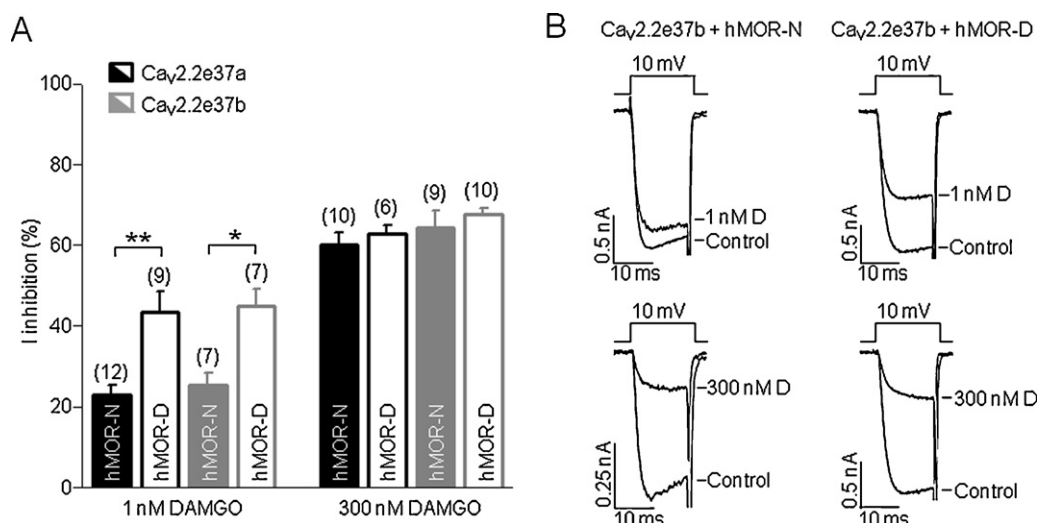 A
Cav2.2e37a
Cav2.2e37b
I inhibition (%)
100
80
60
40
20
0
**
*
(12)
(9)
(7)
(7)
(10)
(6)
(9)
(10)
hMOR-N
hMOR-D
hMOR-N
hMOR-D
hMOR-N
hMOR-D
hMOR-N
hMOR-D
1 nM DAMGO
300 nM DAMGO
B
Cav2.2e37b + hMOR-N
10 mV
1 nM D
Control
0.5 nA
10 ms
Cav2.2e37b + hMOR-D
10 mV
1 nM D
Control
0.5 nA
10 ms
10 mV
300 nM D
Control
0.25 nA
10 ms
10 mV
300 nM D
Control
0.5 nA
10 ms